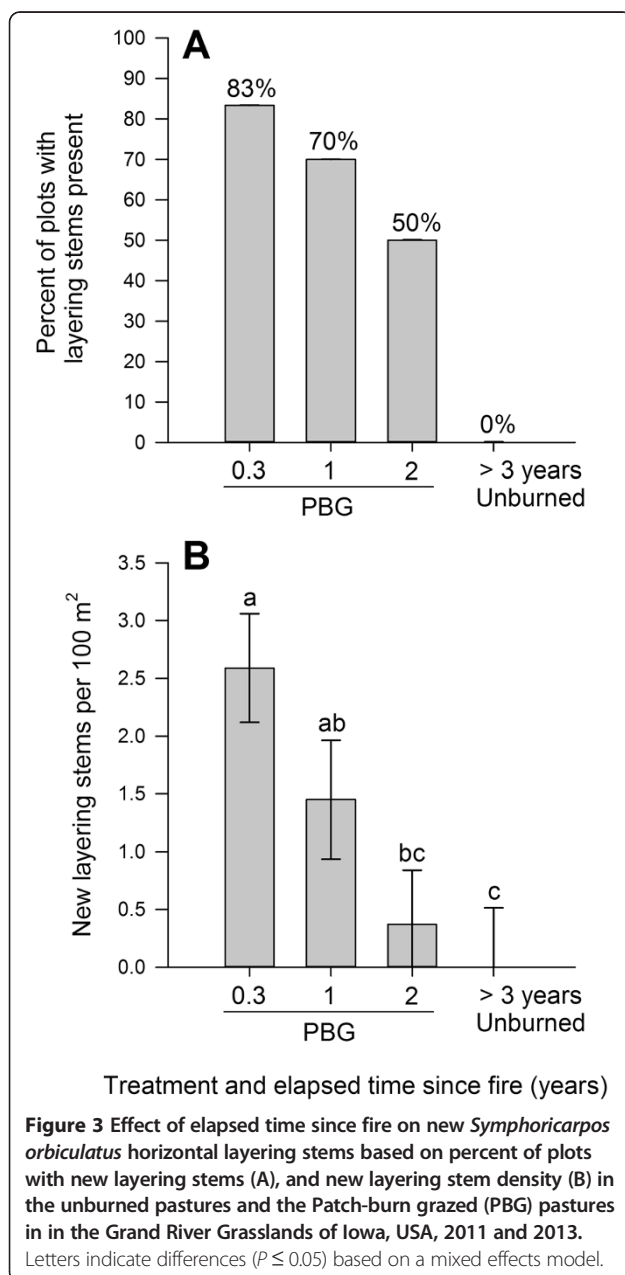 A
Percent of plots with
layering stems present
100
90
80
70
60
50
40
30
20
10
0
83%
70%
50%
0%
0.3 1 2 > 3 years
PBG Unburned
B
New layering stems per 100 m²
3.5
3.0
2.5
2.0
1.5
1.0
0.5
0.0
a
ab
bc
c
0.3 1 2 > 3 years
PBG Unburned
Treatment and elapsed time since fire (years)
Figure 3 Effect of elapsed time since fire on new Symphoricarpos
orbiculatus horizontal layering stems based on percent of plots
with new layering stems (A), and new layering stem density (B) in
the unburned pastures and the Patch-burn grazed (PBG) pastures
in in the Grand River Grasslands of Iowa, USA, 2011 and 2013.
Letters indicate differences (P ≤ 0.05) based on a mixed effects model.